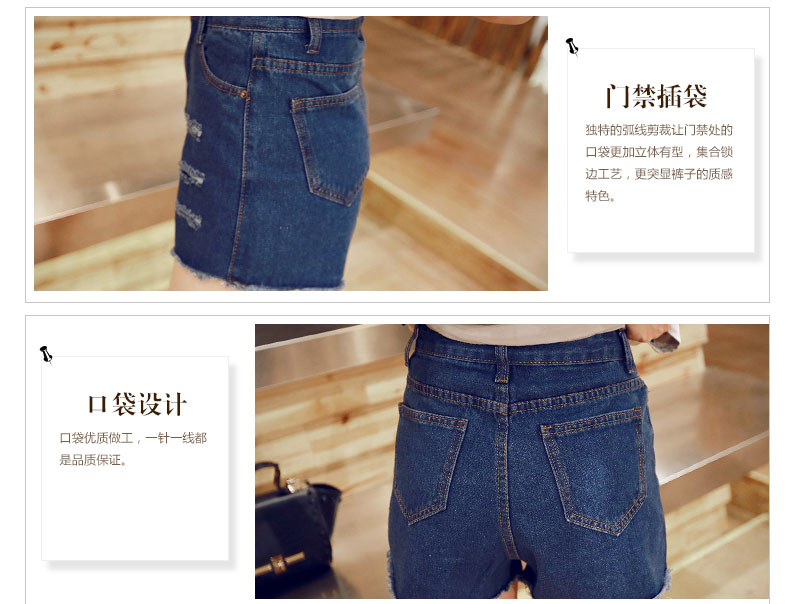 门禁插袋
独特的弧线剪裁让门禁处的
口袋更加立体有型，集合锁
边工艺，更突显裤子的质感
特色。
口袋设计
口袋优质做工，一针一线都
是品质保证。